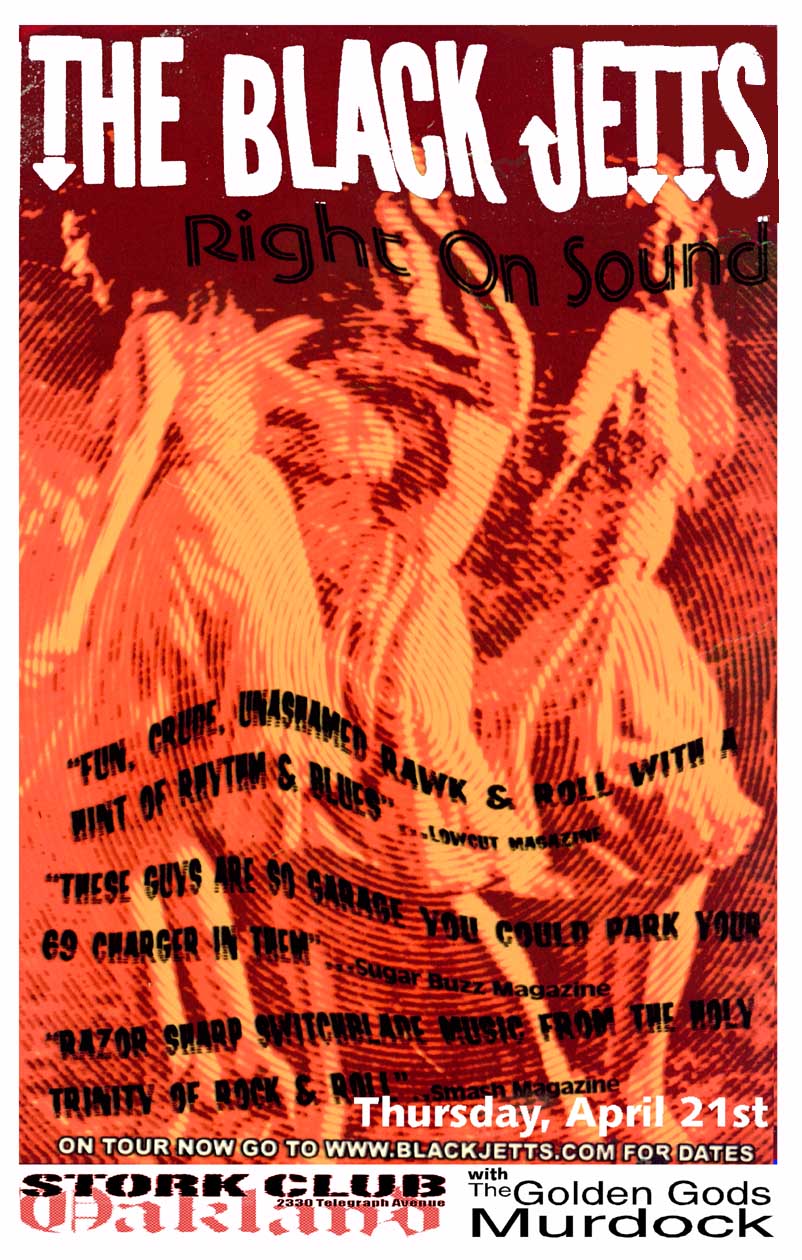 THE BLACK JETTS
Right On Sound
"FUN, CRUDE, UNASHAMED RAWK & ROLL WITH A
HINT OF RHYTHM & BLUES"
...LOWCUT MAGAZINE
"THESE GUYS ARE SO GARAGE YOU COULD PARK YOUR
69 CHARGER IN THEM"
...Sugar Buzz Magazine
"RAZOR SHARP SWITCHBLADE MUSIC FROM THE HOLY
TRINITY OF ROCK & ROLL"
...Smash Magazine
Thursday, April 21st
ON TOUR NOW GO TO WWW.BLACKJETTS.COM FOR DATES
STORK CLUB
2330 Telegraph Avenue
Oakland
with
The Golden Gods
Murdock